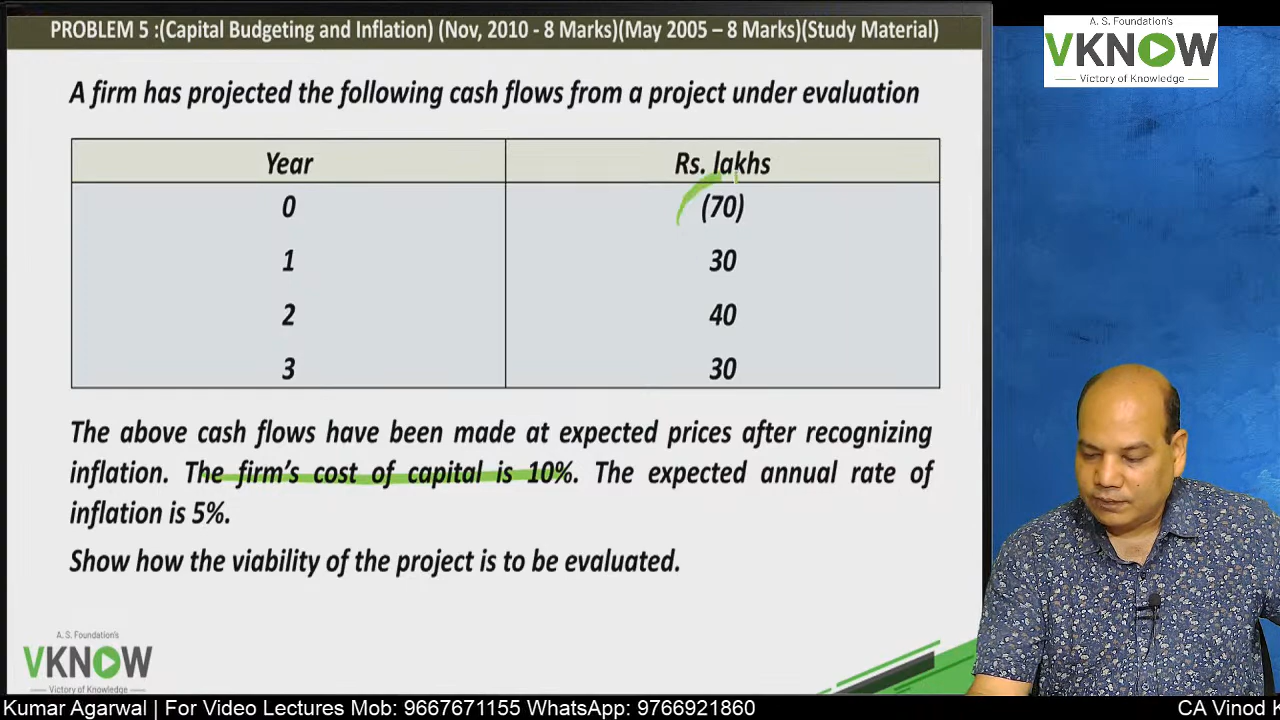 PROBLEM 5 :(Capital Budgeting and Inflation) (Nov, 2010 - 8 Marks)(May 2005 – 8 Marks)(Study Material)
A. S. Foundation's
VKNOW
Victory of Knowledge
A firm has projected the following cash flows from a project under evaluation
Year Rs. lakhs
0 (70)
1 30
2 40
3 30
The above cash flows have been made at expected prices after recognizing
inflation. The firm's cost of capital is 10%. The expected annual rate of
inflation is 5%.
Show how the viability of the project is to be evaluated.
A. S. Foundation's
VKNOW
Victory of Knowledge
Kumar Agarwal | For Video Lectures Mob: 9667671155 WhatsApp: 9766921860 CA Vinod K